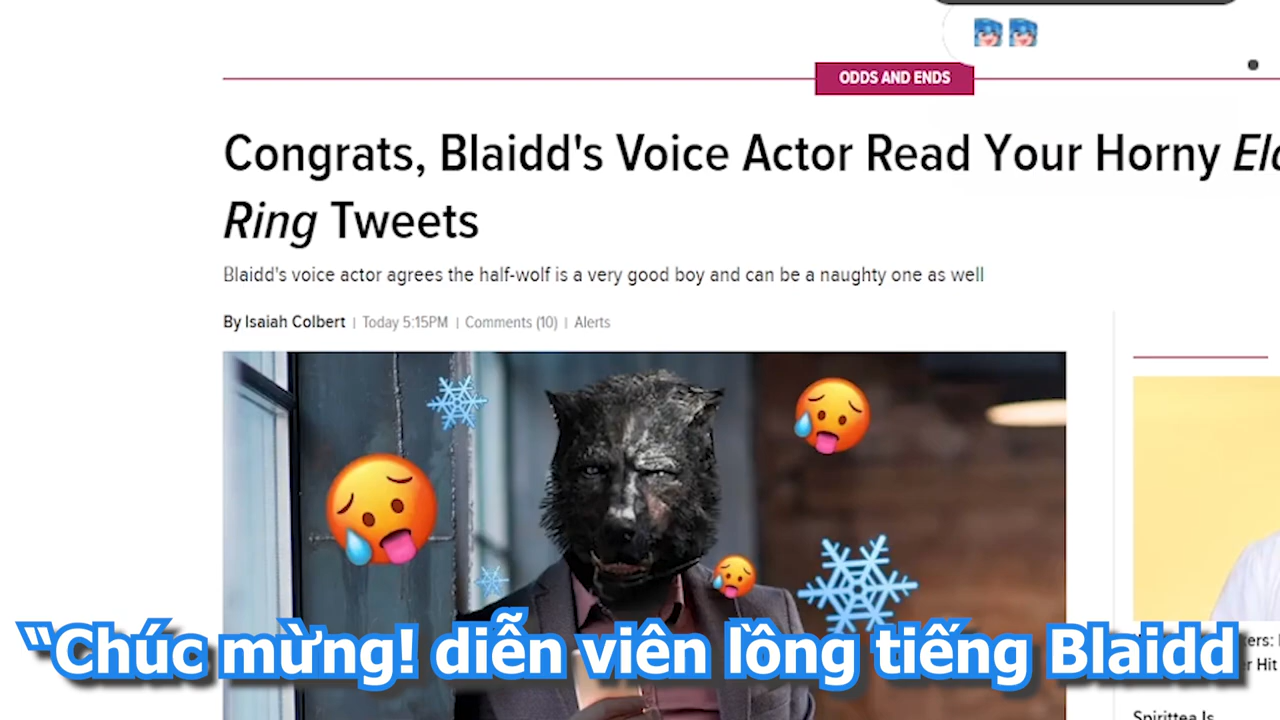 ODDS AND ENDS
Congrats, Blaidd's Voice Actor Read Your Horny
Ring Tweets
Blaidd's voice actor agrees the half-wolf is a very good boy and can be a naughty one as well
By Isaiah Colbert | Today 5:15PM | Comments (10) | Alerts
“Chúc mừng! diễn viên lồng tiếng Blaidd
Spirittea Is